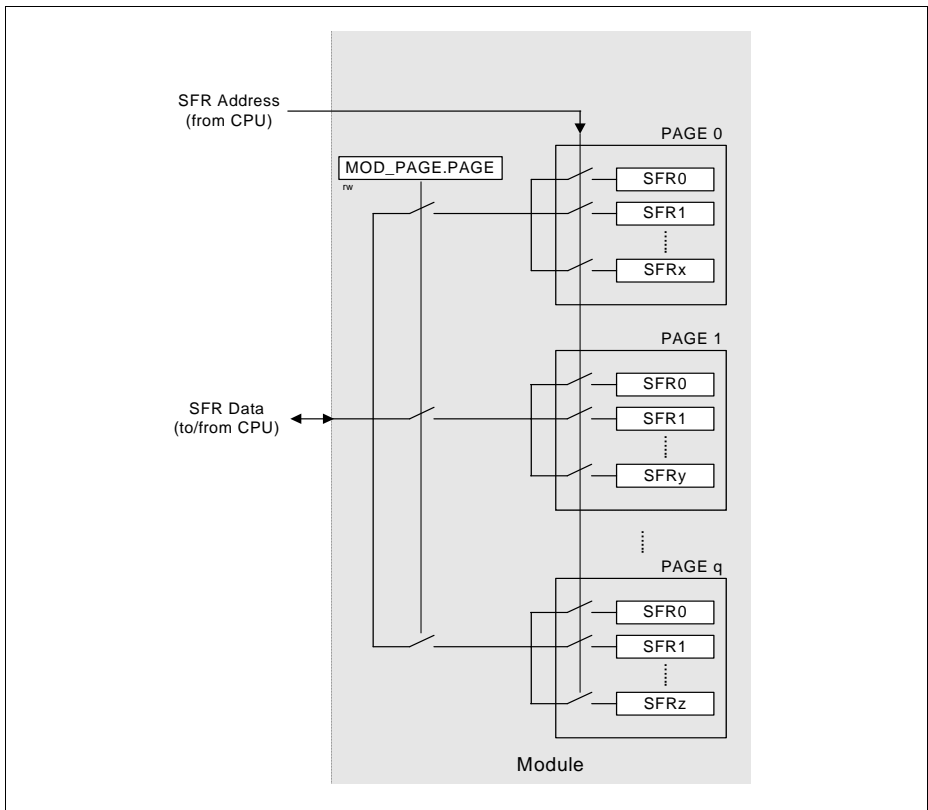 SFR Address
(from CPU)
PAGE 0
MOD_PAGE.PAGE
rw
SFR0
SFR1
SFRx
PAGE 1
SFR0
SFR Data
(to/from CPU)
SFR1
SFRy
PAGE q
SFR0
SFR1
SFRz
Module